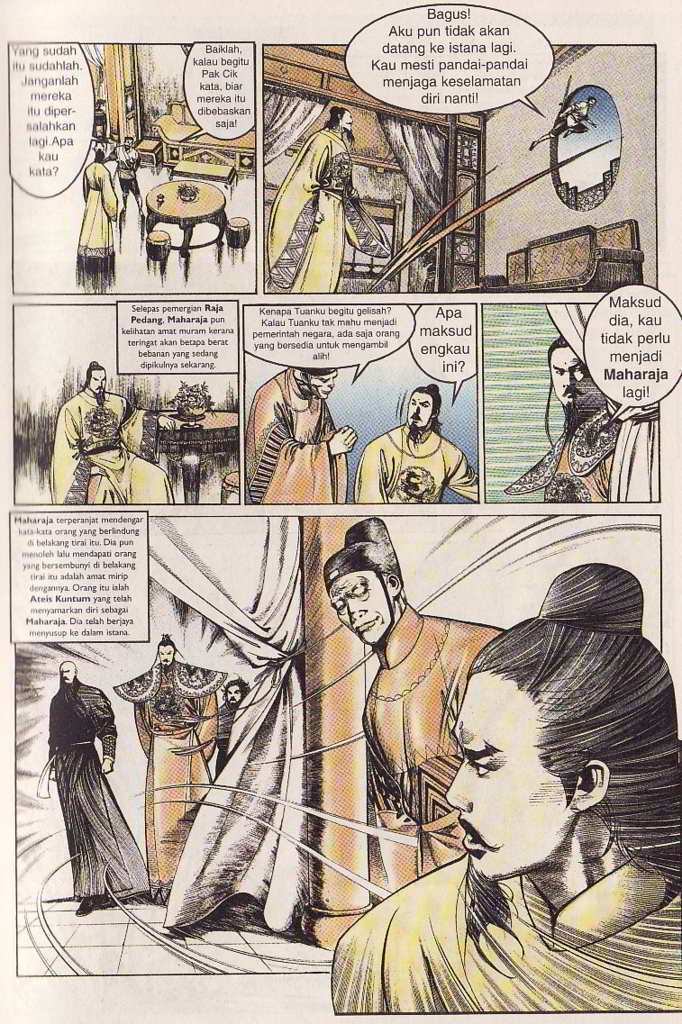 Yang sudah
itu sudahlah.
Janganlah
mereka
itu diper-
salahkan
lagi.Apa
kau
kata?
Baiklah,
kalau begitu
Pak Cik
kata, biar
mereka itu
dibebaskan
saja!
Bagus!
Aku pun tidak akan
datang ke istana lagi.
Kau mesti pandai-pandai
menjaga keselamatan
diri nanti!
Selepas pemergian Raja
Pedang, Maharaja pun
kelihatan amat muram kerana
teringat akan betapa berat
bebanan yang sedang
dipikulnya sekarang.
Kenapa Tuanku begitu gelisah?
Kalau Tuanku tak mahu menjadi
pemerintah negara, ada saja orang
yang bersedia untuk mengambil
alih!
Apa
maksud
engkau
ini?
Maksud
dia, kau
tidak perlu
menjadi
Maharaja
lagi!
Maharaja terperanjat mendengar
kata-kata orang yang berlindung
di belakang tirai itu. Dia pun
menoleh lalu mendapati orang
yang bersembunyi di belakang
tirai itu adalah amat mirip
dengannya. Orang itu ialah
Ateis Kuntum yang telah
menyamarkan diri sebagai
Maharaja. Dia telah berjaya
menyusup ke dalam istana.